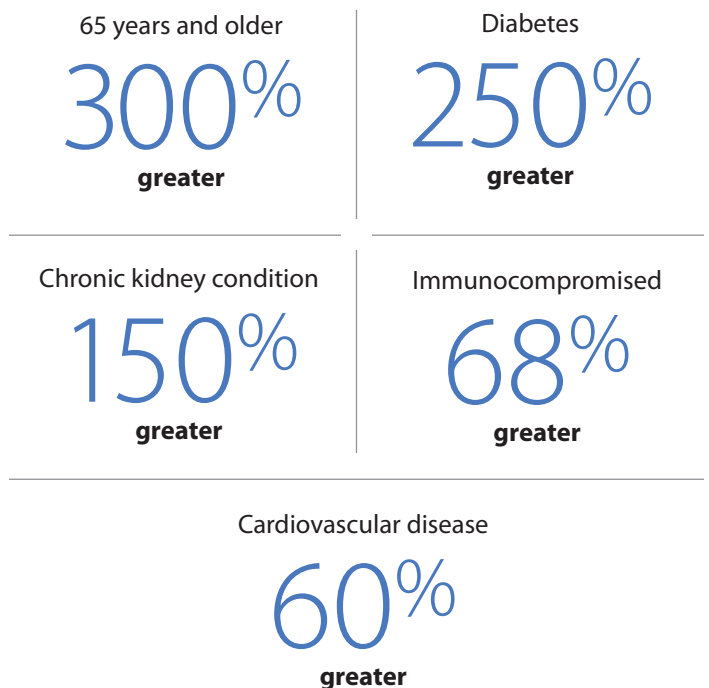 65 years and older
300%
greater
Diabetes
250%
greater
Chronic kidney condition
150%
greater
Immunocompromised
68%
greater
Cardiovascular disease
60%
greater